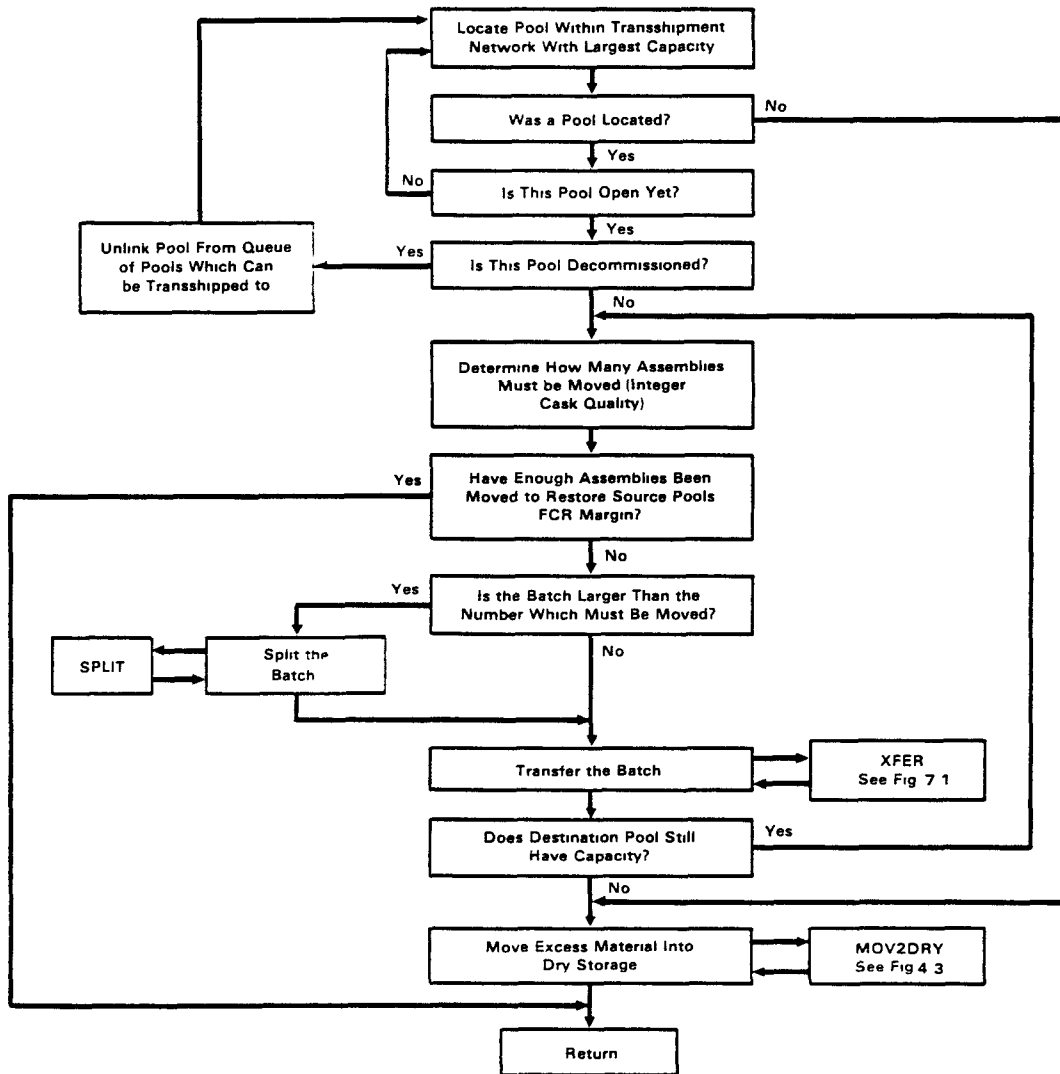 Locate Pool Within Transshipment
Network With Largest Capacity
No
Was a Pool Located?
Yes
No
Is This Pool Open Yet?
Yes
Unlink Pool From Queue
of Pools Which Can
be Transshipped to
Yes
Is This Pool Decommissioned?
No
Determine How Many Assemblies
Must be Moved (Integer
Cask Quality)
Yes
Have Enough Assemblies Been
Moved to Restore Source Pools
FCR Margin?
No
Yes
Is the Batch Larger Than the
Number Which Must Be Moved?
No
SPLIT
Split the
Batch
Transfer the Batch
XFER
See Fig 7 1
Does Destination Pool Still
Have Capacity?
Yes
No
Move Excess Material Into
Dry Storage
MOV2DRY
See Fig 4 3
Return